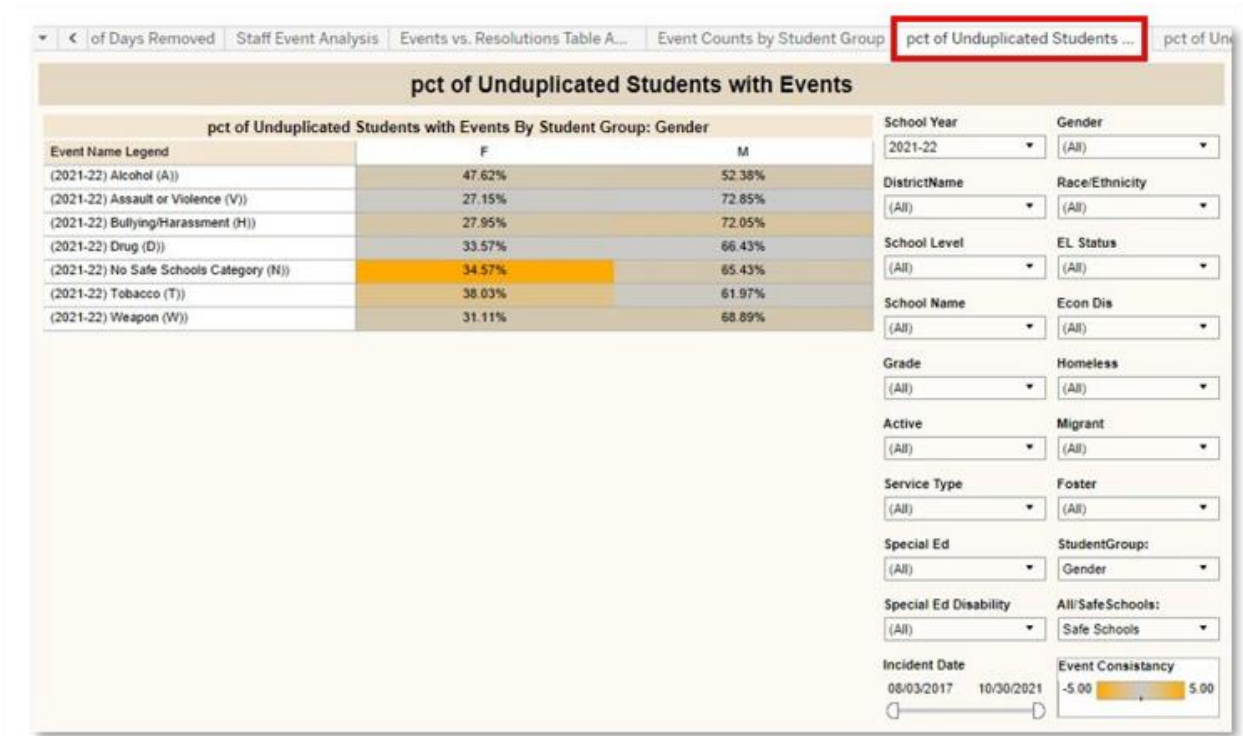 of Days Removed Staff Event Analysis Events vs. Resolutions Table A... Event Counts by Student Group pct of Unduplicated Students ... pct of Un
pct of Unduplicated Students with Events
pct of Unduplicated Students with Events By Student Group: Gender
Event Name Legend F M
(2021-22) Alcohol (A)) 47.62% 52.38%
(2021-22) Assault or Violence (V)) 27.15% 72.85%
(2021-22) Bullying/Harassment (H)) 27.95% 72.05%
(2021-22) Drug (D)) 33.57% 66.43%
(2021-22) No Safe Schools Category (N)) 34.57% 65.43%
(2021-22) Tobacco (T)) 38.03% 61.97%
(2021-22) Weapon (W)) 31.11% 68.89%
School Year Gender
2021-22 (All)
DistrictName Race/Ethnicity
(All) (All)
School Level EL Status
(All) (All)
School Name Econ Dis
(All) (All)
Grade Homeless
(All) (All)
Active Migrant
(All) (All)
Service Type Foster
(All) (All)
Special Ed StudentGroup:
(All) Gender
Special Ed Disability All/SafeSchools:
(All) Safe Schools
Incident Date Event Consistancy
08/03/2017 10/30/2021 -5.00 5.00